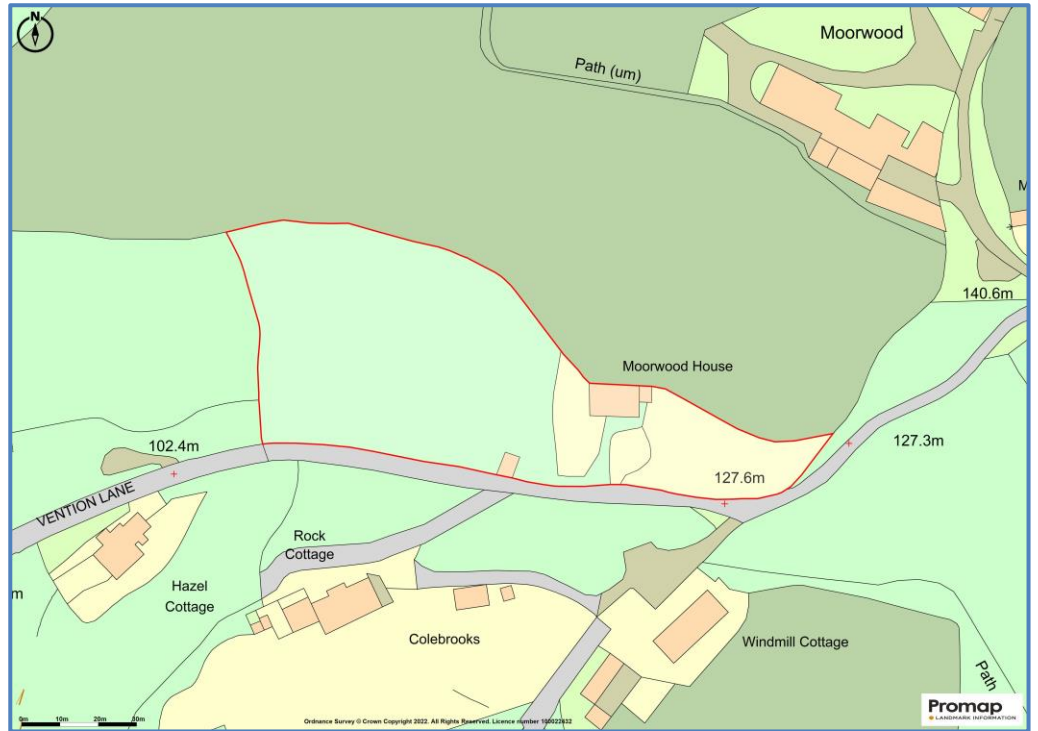 N
Moorwood
Path (um)
M
140.6m
Moorwood House
102.4m
127.3m
127.6m
VENTION LANE
Rock
Cottage
Hazel
Cottage
m
Colebrooks
Windmill Cottage
Path
0m 10m 20m 30m
Ordnance Survey © Crown Copyright 2022. All Rights Reserved. Licence number 100022432
Promap
LANDMARK INFORMATION